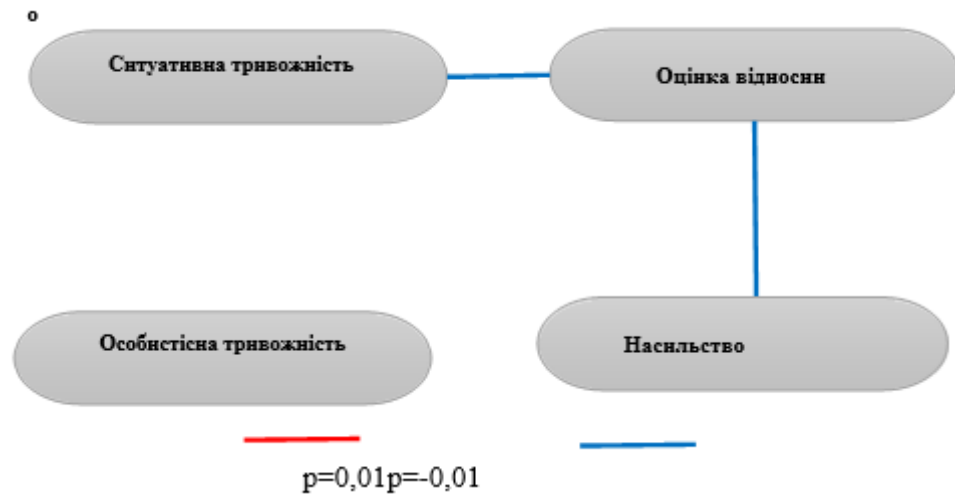 о
Ситуативна тривожність
Оцінка відносин
Особистісна тривожність
Насильство
p=0,01p=-0,01